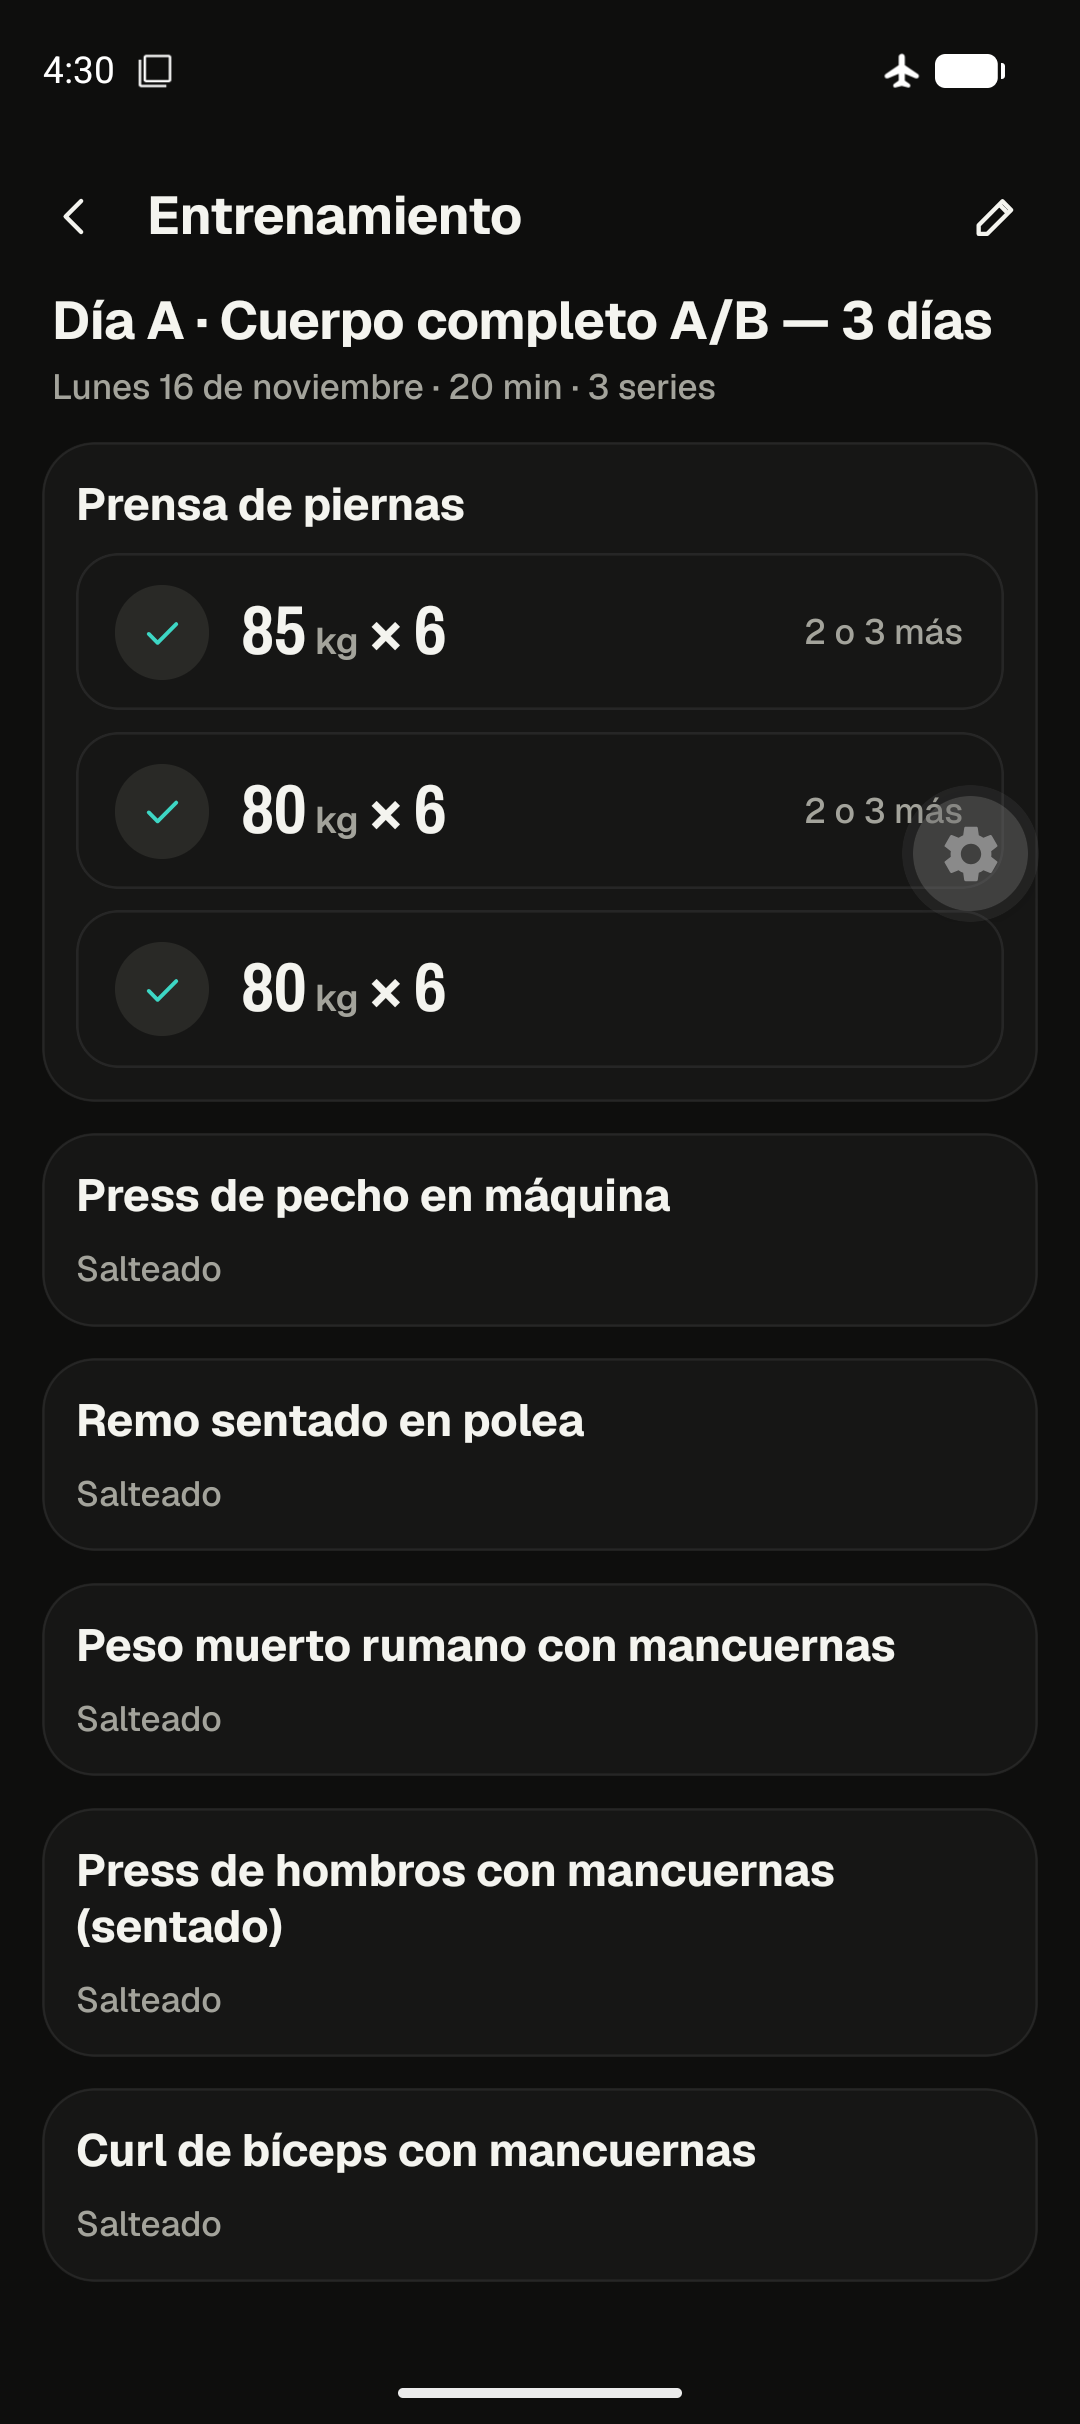 4:30
Entrenamiento
Día A · Cuerpo completo A/B — 3 días
Lunes 16 de noviembre · 20 min · 3 series
Prensa de piernas
85 kg × 6 2 o 3 más
80 kg × 6 2 o 3 más
80 kg × 6
Press de pecho en máquina
Salteado
Remo sentado en polea
Salteado
Peso muerto rumano con mancuernas
Salteado
Press de hombros con mancuernas
(sentado)
Salteado
Curl de bíceps con mancuernas
Salteado